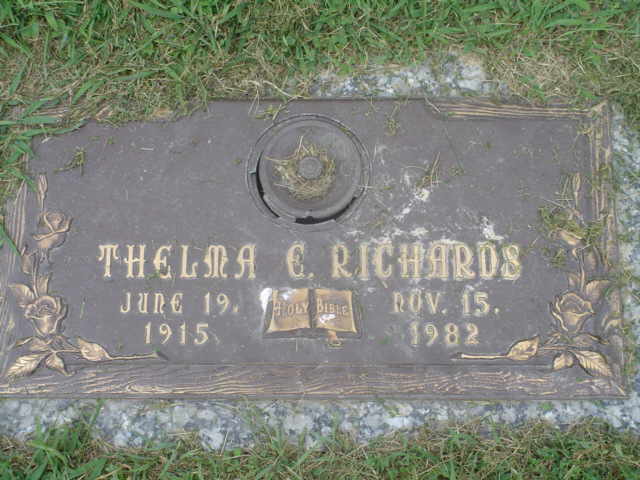 THELMA E. RICHARDS
JUNE 19, HOLY BIBLE NOV. 15,
1915 1982